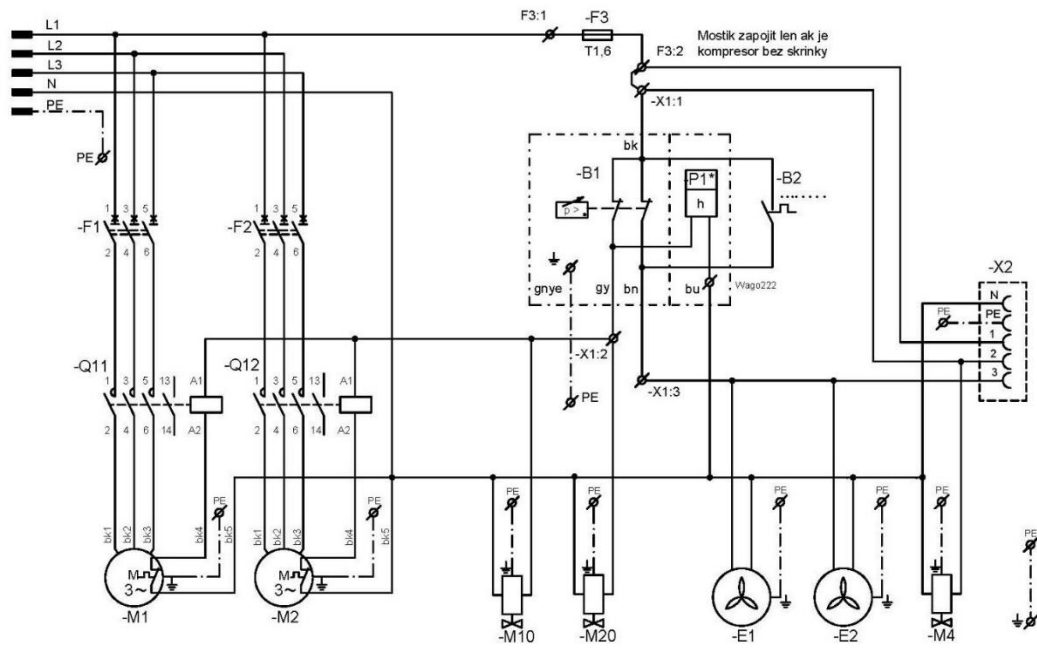 L1
L2
L3
N
PE
PE
F3:1
-F3
T1,6
F3:2
Mostik zapojit len ak je
kompresor bez skrinky
-X1:1
bk
-B1
p>
-P1*
h
-B2
.......
1 3 5
-F1
2 4 6
1 3 5
-F2
2 4 6
gnye
gy
bn
bu
Wago222
-X2
N
PE
PE
1
2
3
-X1:2
-X1:3
PE
-Q11
1 3 5 13 A1
2 4 6 14 A2
-Q12
1 3 5 13 A1
2 4 6 14 A2
bk1
bk2
bk3
bk4
PE
bk5
M
3~
-M1
bk1
bk2
bk3
bk4
PE
bk5
M
3~
-M2
PE
-M10
PE
-M20
PE
-E1
PE
-E2
PE
-M4
PE